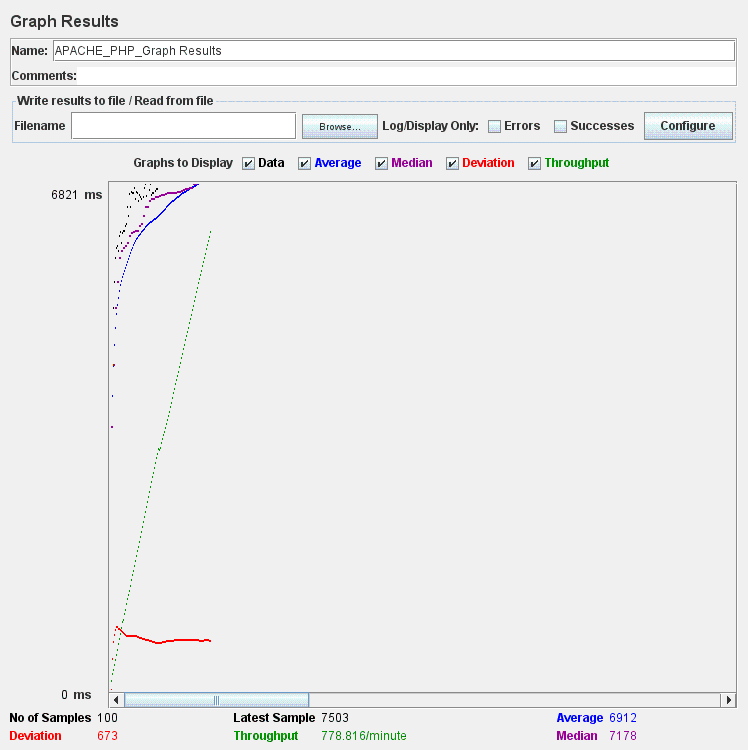 Graph Results
Name: APACHE_PHP_Graph Results
Comments:
Write results to file / Read from file
Filename Browse... Log/Display Only: Errors Successes Configure
Graphs to Display Data Average Median Deviation Throughput
6821 ms
0 ms
No of Samples 100 Latest Sample 7503 Average 6912
Deviation 673 Throughput 778.816/minute Median 7178